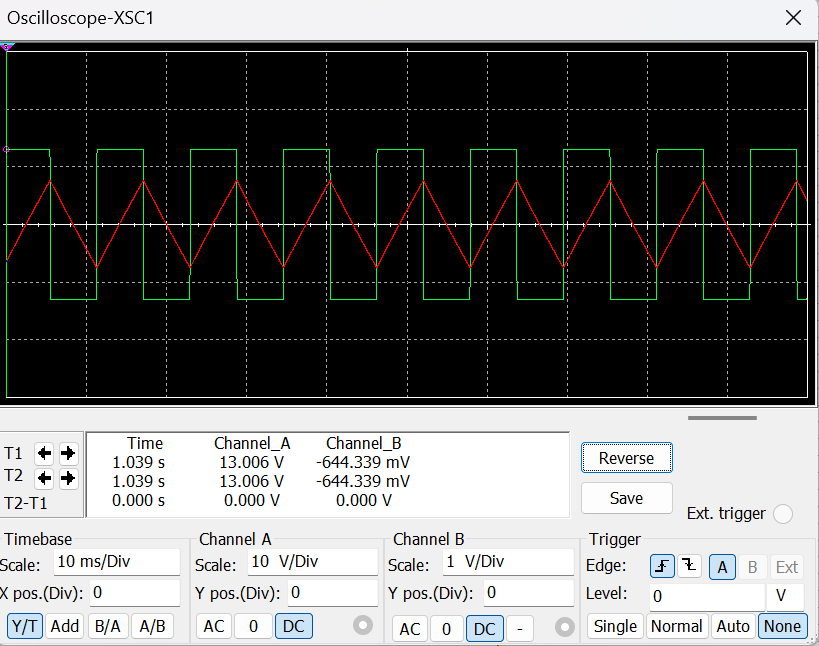 Oscilloscope-XSC1
Time Channel_A Channel_B
T1 1.039 s 13.006 V -644.339 mV
T2 1.039 s 13.006 V -644.339 mV
T2-T1 0.000 s 0.000 V 0.000 V
Reverse
Save
Ext. trigger
Timebase
Scale: 10 ms/Div
X pos.(Div): 0
Y/T Add B/A A/B
Channel A
Scale: 10 V/Div
Y pos.(Div): 0
AC 0 DC
Channel B
Scale: 1 V/Div
Y pos.(Div): 0
AC 0 DC -
Trigger
Edge: A B Ext
Level: 0 V
Single Normal Auto None